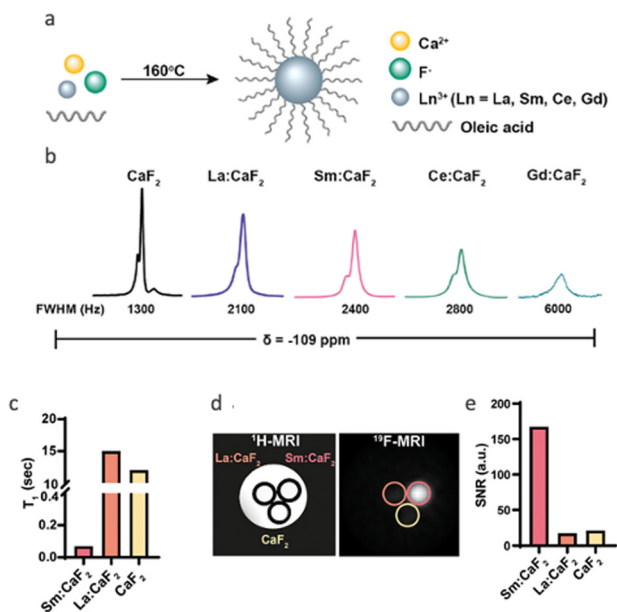 a
160°C
Ca²⁺
F⁻
Ln³⁺ (Ln = La, Sm, Ce, Gd)
Oleic acid
b
CaF₂ La:CaF₂ Sm:CaF₂ Ce:CaF₂ Gd:CaF₂
FWHM (Hz) 1300 2100 2400 2800 6000
δ = -109 ppm
c
T₁ (sec)
20
15
10
0.4
0.2
0.0
Sm:CaF₂ La:CaF₂ CaF₂
d
¹H-MRI ¹⁹F-MRI
La:CaF₂ Sm:CaF₂
CaF₂
e
SNR (a.u.)
200
150
100
50
0
Sm:CaF₂ La:CaF₂ CaF₂